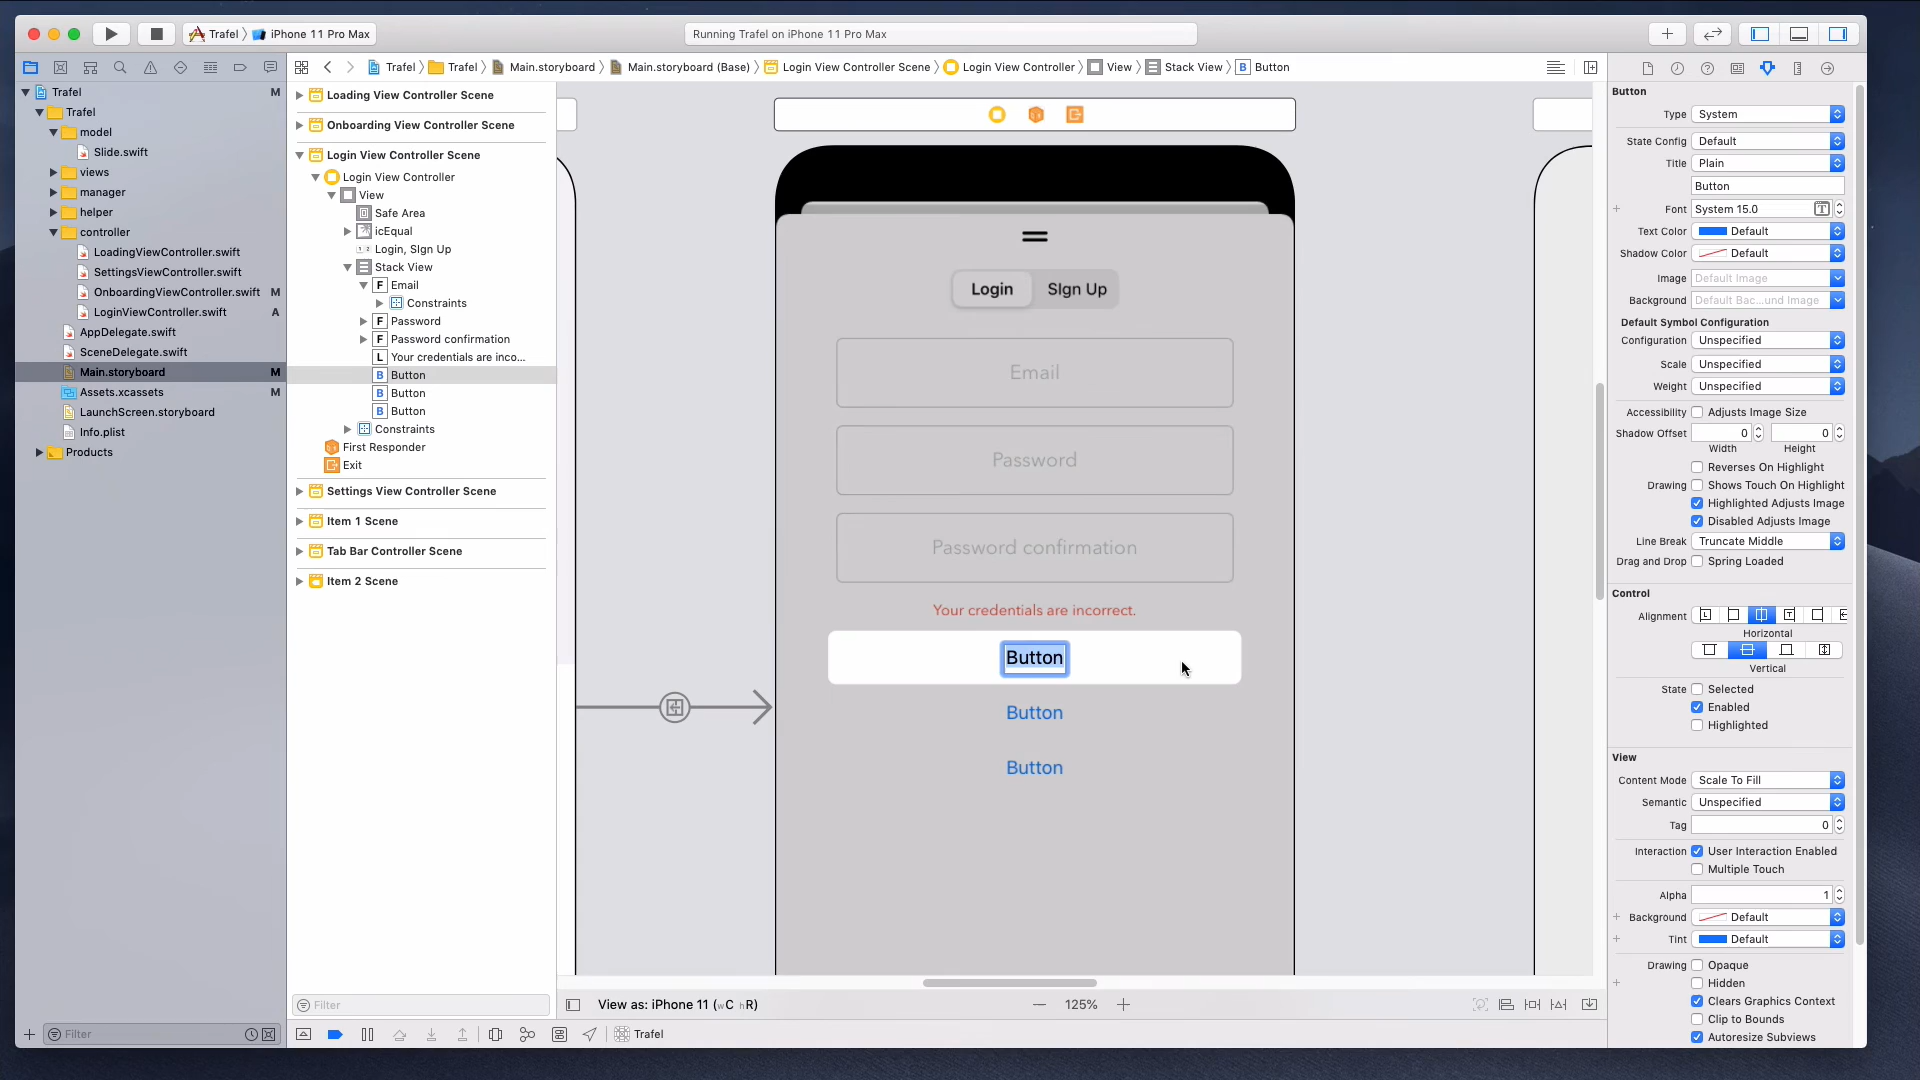 Trafel
iPhone 11 Pro Max
Running Trafel on iPhone 11 Pro Max
Trafel
Trafel
Main.storyboard
Main.storyboard (Base)
Login View Controller Scene
Login View Controller
View
Stack View
B Button
Trafel M
Trafel
model
Slide.swift
views
manager
helper
controller
LoadingViewController.swift
SettingsViewController.swift
OnboardingViewController.swift M
LoginViewController.swift A
AppDelegate.swift
SceneDelegate.swift
Main.storyboard M
Assets.xcassets M
LaunchScreen.storyboard
Info.plist
Products
Filter
Loading View Controller Scene
Onboarding View Controller Scene
Login View Controller Scene
Login View Controller
View
Safe Area
icEqual
1 2 Login, SIgn Up
Stack View
F Email
Constraints
F Password
F Password confirmation
L Your credentials are inco...
B Button
B Button
B Button
Constraints
First Responder
Exit
Settings View Controller Scene
Item 1 Scene
Tab Bar Controller Scene
Item 2 Scene
Filter
Login SIgn Up
Email
Password
Password confirmation
Your credentials are incorrect.
Button
Button
Button
View as: iPhone 11 (wC hR)
125%
Trafel
Button
Type System
State Config Default
Title Plain
Button
Font System 15.0
Text Color Default
Shadow Color Default
Image Default Image
Background Default Bac...und Image
Default Symbol Configuration
Configuration Unspecified
Scale Unspecified
Weight Unspecified
Accessibility Adjusts Image Size
Shadow Offset 0 0
Width Height
Reverses On Highlight
Drawing Shows Touch On Highlight
Highlighted Adjusts Image
Disabled Adjusts Image
Line Break Truncate Middle
Drag and Drop Spring Loaded
Control
Alignment
Horizontal
Vertical
State Selected
Enabled
Highlighted
View
Content Mode Scale To Fill
Semantic Unspecified
Tag 0
Interaction User Interaction Enabled
Multiple Touch
Alpha 1
Background Default
Tint Default
Drawing Opaque
Hidden
Clears Graphics Context
Clip to Bounds
Autoresize Subviews